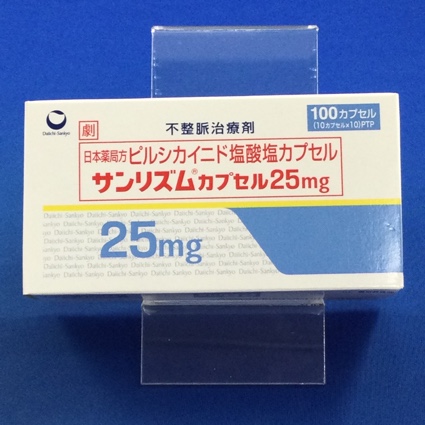 Daiichi-Sankyo
劇
不整脈治療剤
100カプセル
(10カプセル×10)PTP
日本薬局方ピルシカイニド塩酸塩カプセル
サンリズム®カプセル25mg
25mg